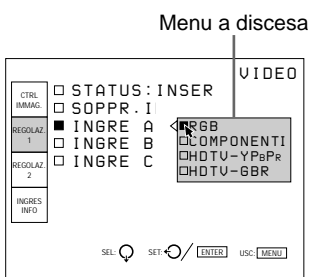 Menu a discesa
VIDEO
CTRL
IMMAG.
REGOLAZ.
1
REGOLAZ.
2
INGRES
INFO
STATUS:INSER
SOPPR.I
INGRE A
INGRE B
INGRE C
RGB
COMPONENTI
HDTV-YPBPR
HDTV-GBR
SEL: SET: / ENTER USC: MENU